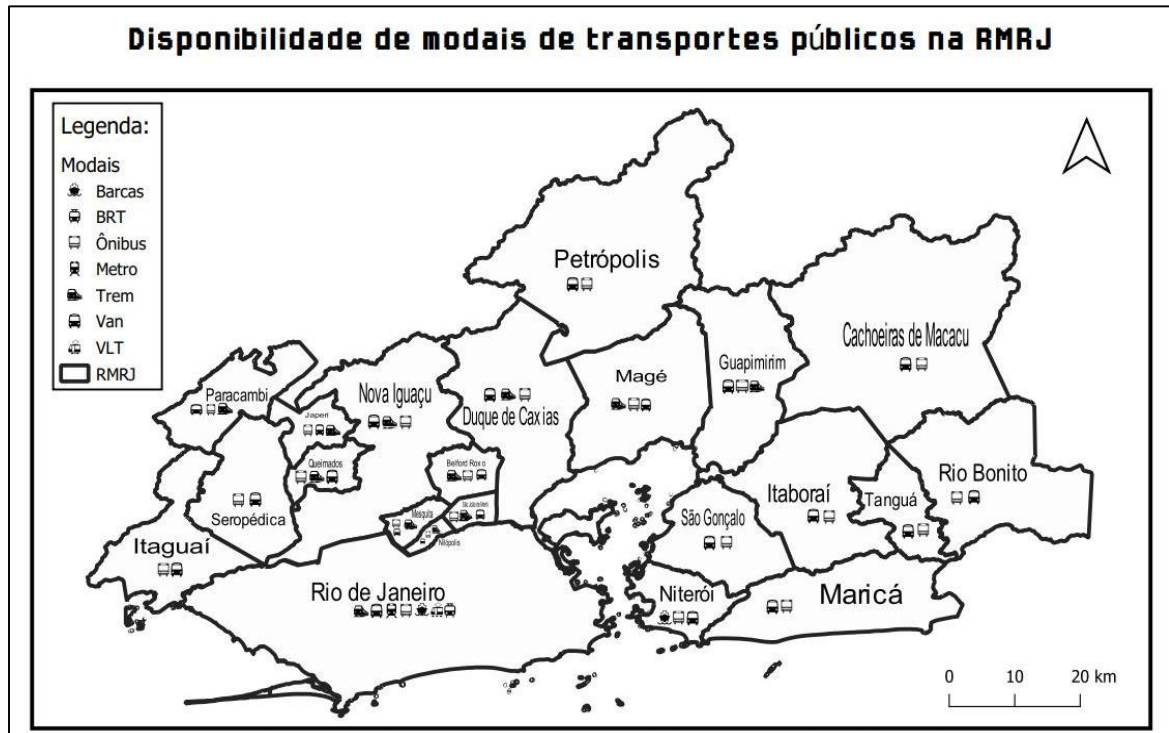 Disponibilidade de modais de transportes públicos na RMRJ
Legenda:
Modais
Barcas
BRT
Ônibus
Metro
Trem
Van
VLT
RMRJ
Petrópolis
Cachoeiras de Macacu
Guapimirim
Magé
Paracambi
Nova Iguaçu
Duque de Caxias
Japeri
Queimados
Belford Roxo
Rio Bonito
Itaboraí
Tanguá
Seropédica
Mesquita
São Gonçalo
Nilópolis
Itaguaí
Rio de Janeiro
Niterói
Maricá
0 10 20 km